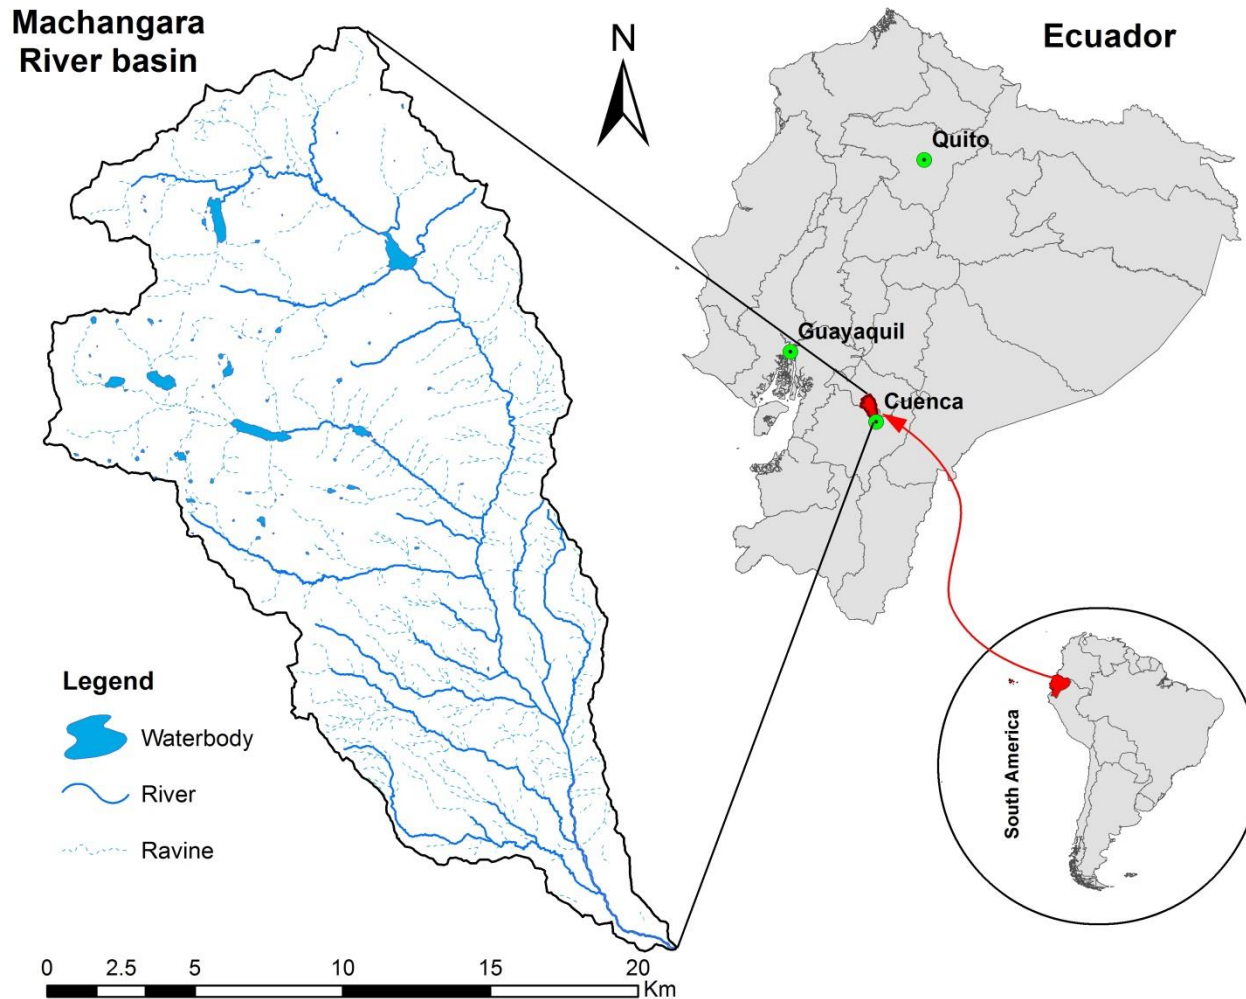 Machangara
River basin
N
Ecuador
Quito
Guayaquil
Cuenca
Legend
Waterbody
River
Ravine
South America
0 2.5 5 10 15 20
Km